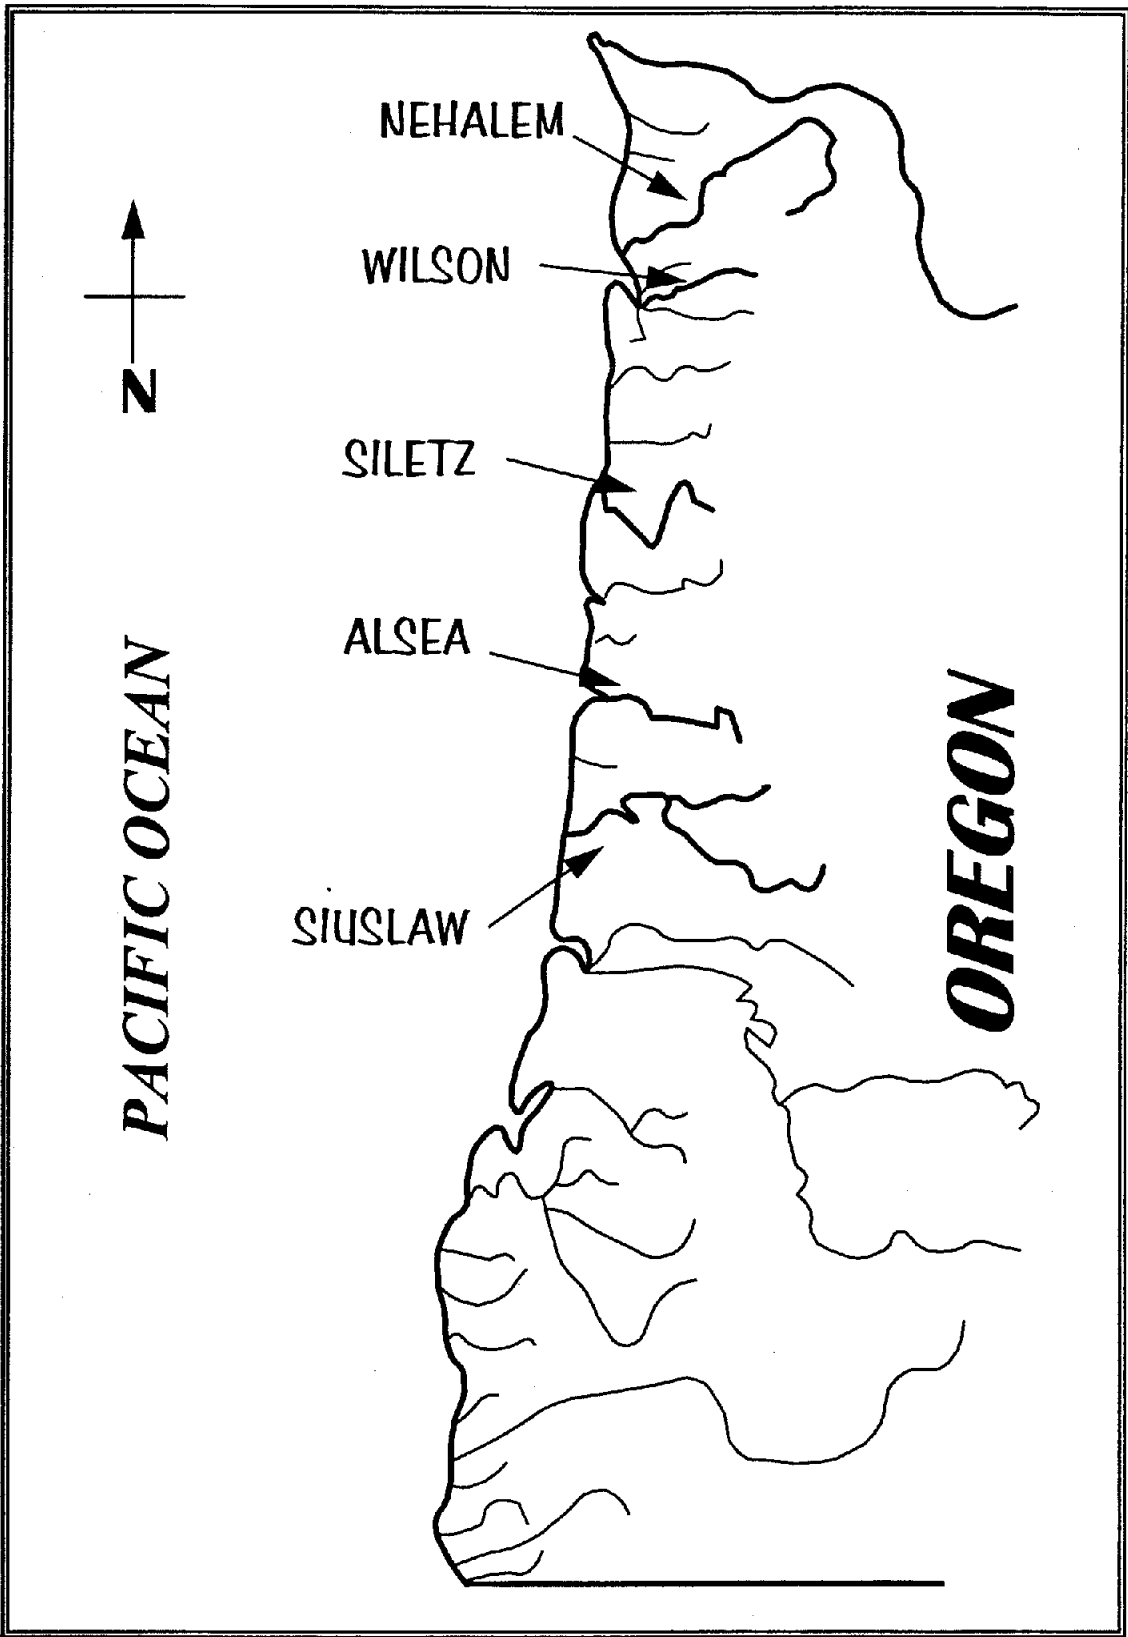 NEHALEM
WILSON
N
SILETZ
ALSEA
SIUSLAW
PACIFIC OCEAN
OREGON